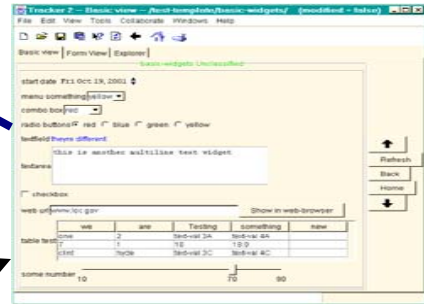 Tracker 2 -- Basic view -- /test-template/basic-widgets/ (modified - false)
File Edit View Tools Collaborate Windows Help
Basic view Form View Explorer
basic-widgets Unclassified
start date Fri Oct 19, 2001
menu something yellow
combo box red
radio buttons red blue green yellow
textfield theyre different
this is another multiline text widget
textarea
checkbox
web url www.loc.gov Show in web-browser
we are Testing something new
one 2 text-val 3A text-val 4A
7 1 10 10.0
table test
clint hyde text-val 3C text-val 4C
some number 10 70 90
Refresh
Back
Home